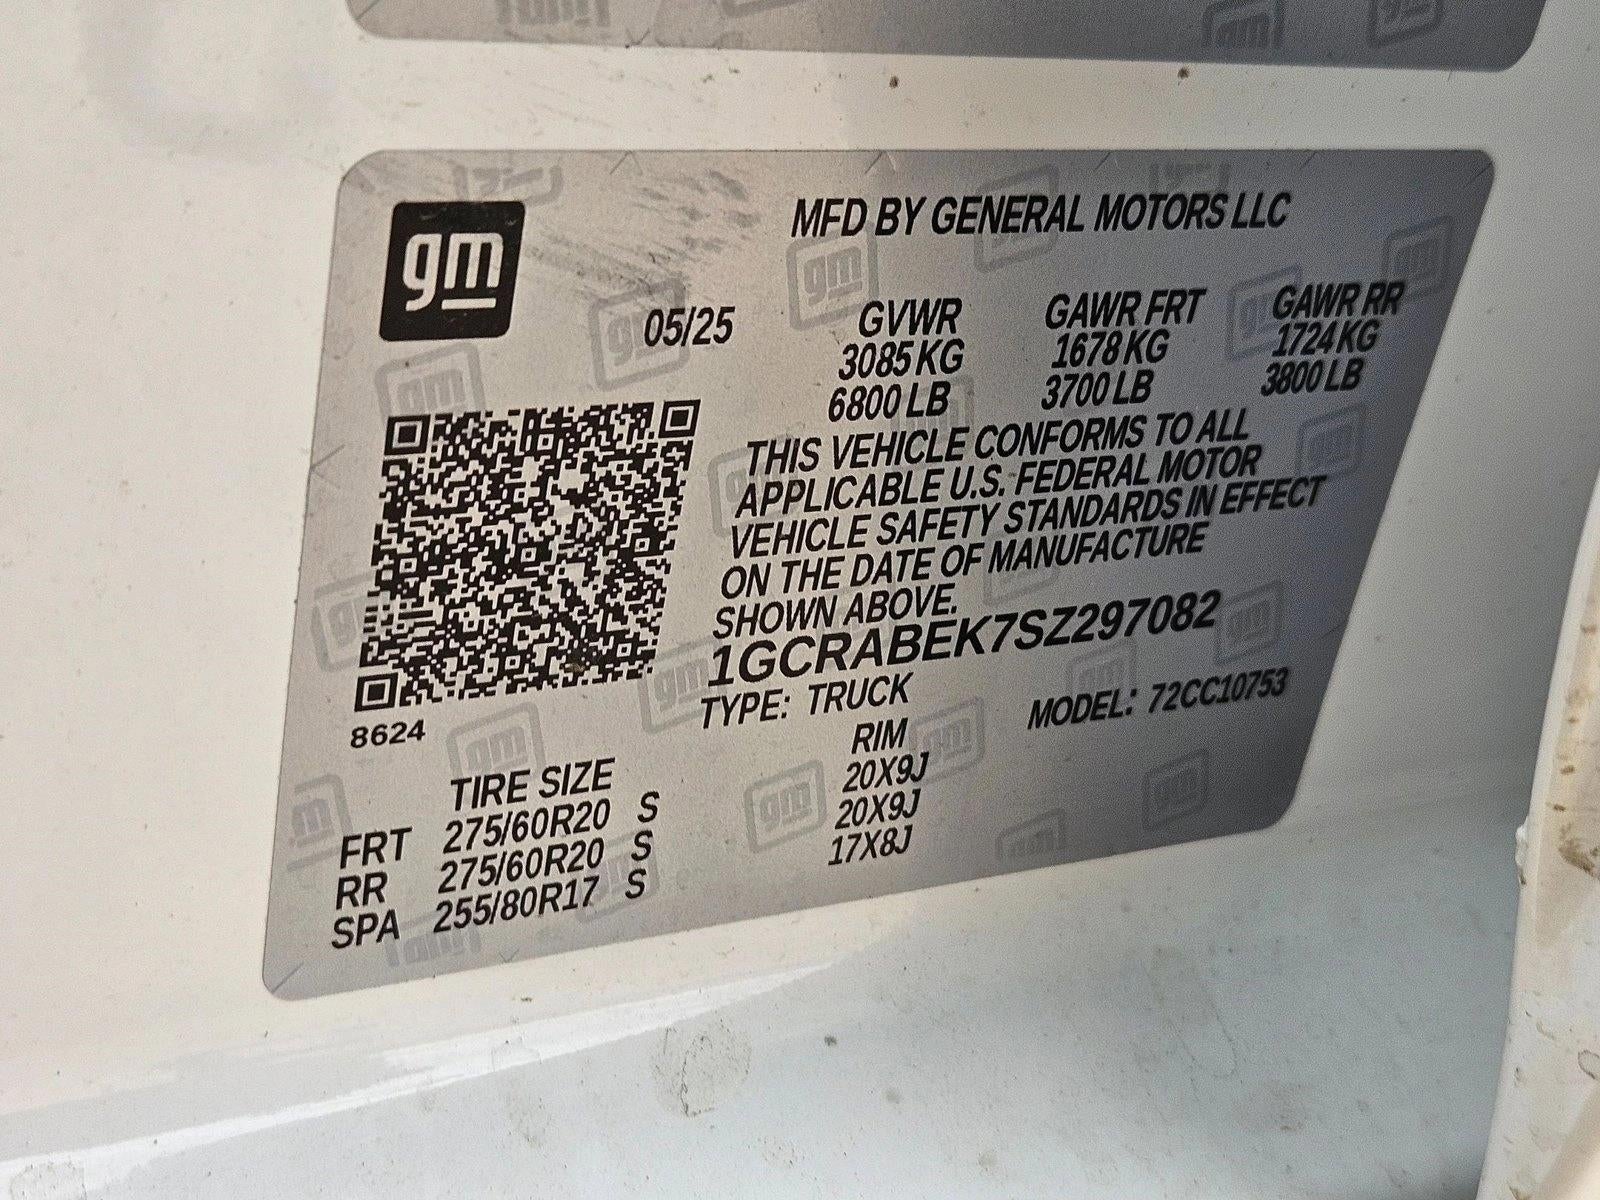 gm
MFD BY GENERAL MOTORS LLC
05/25
GVWR GAWR FRT GAWR RR
3085 KG 1678 KG 1724 KG
6800 LB 3700 LB 3800 LB
THIS VEHICLE CONFORMS TO ALL
APPLICABLE U.S. FEDERAL MOTOR
VEHICLE SAFETY STANDARDS IN EFFECT
ON THE DATE OF MANUFACTURE
SHOWN ABOVE.
1GCRABEK7SZ297082
TYPE: TRUCK MODEL: 72CC10753
8624
TIRE SIZE RIM
FRT 275/60R20 S 20X9J
RR 275/60R20 S 20X9J
SPA 255/80R17 S 17X8J